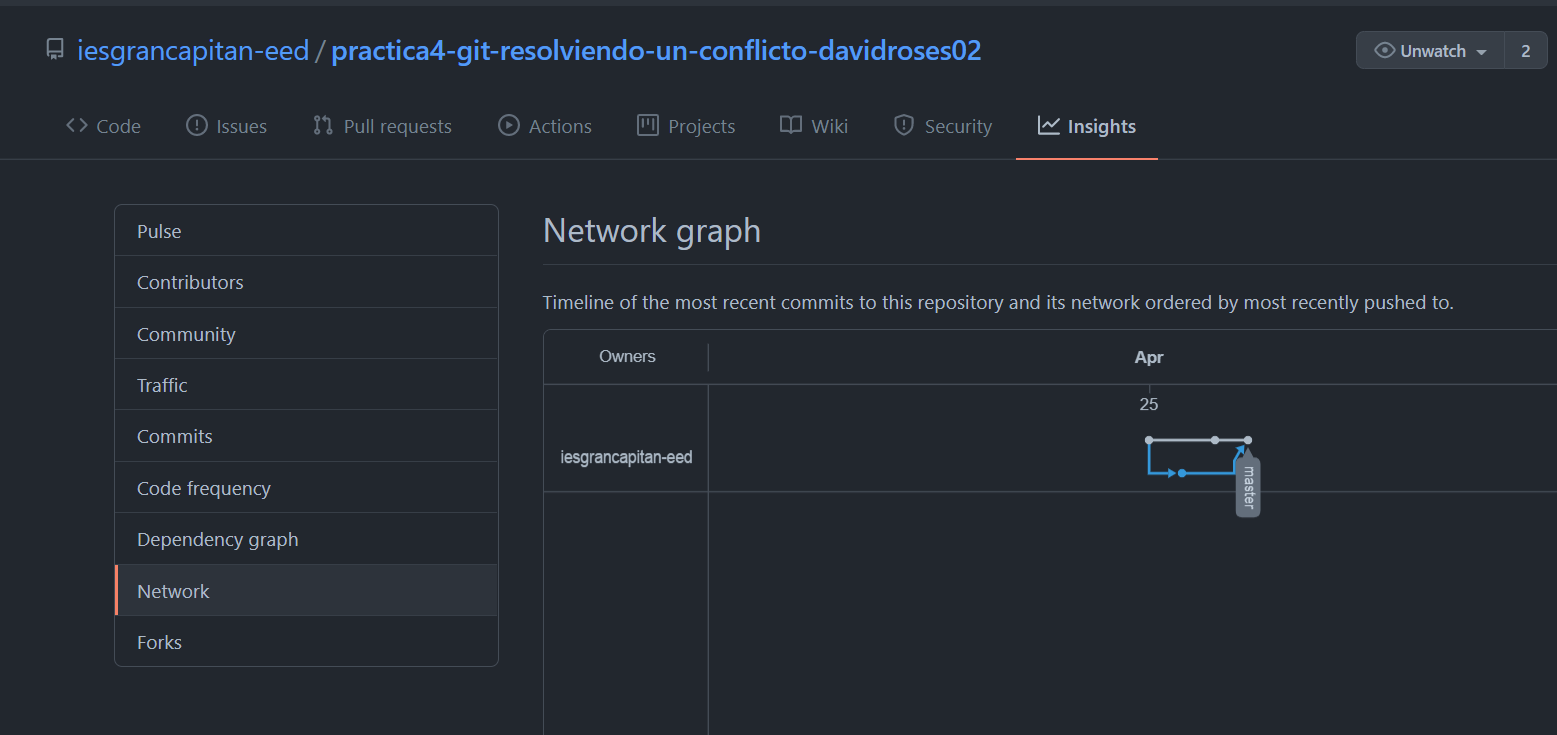 iesgrancapitan-eed / practica4-git-resolviendo-un-conflicto-davidroses02
Unwatch 2
Code Issues Pull requests Actions Projects Wiki Security Insights
Pulse
Contributors
Community
Traffic
Commits
Code frequency
Dependency graph
Network
Forks
Network graph
Timeline of the most recent commits to this repository and its network ordered by most recently pushed to.
Owners Apr
25
iesgrancapitan-eed
master